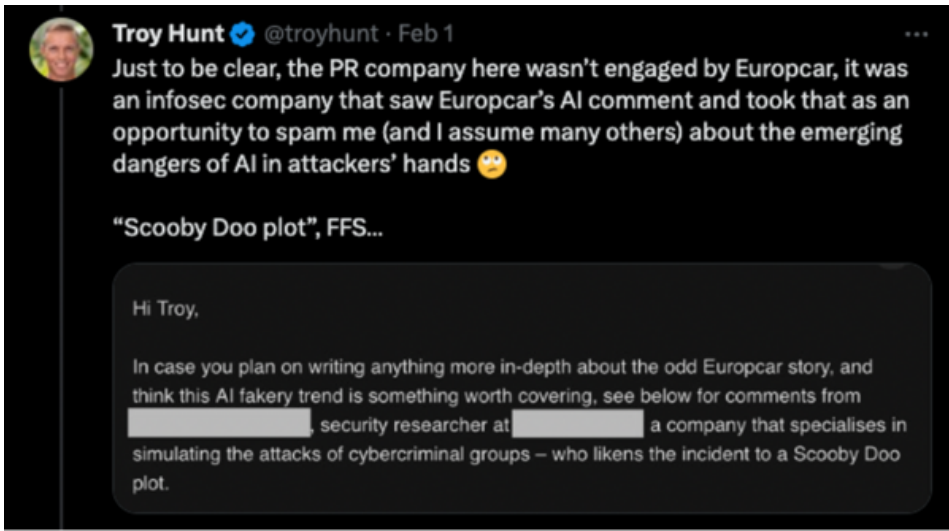 Troy Hunt @troyhunt · Feb 1
Just to be clear, the PR company here wasn’t engaged by Europcar, it was
an infosec company that saw Europcar’s AI comment and took that as an
opportunity to spam me (and I assume many others) about the emerging
dangers of AI in attackers’ hands 🙄
“Scooby Doo plot”, FFS...
Hi Troy,
In case you plan on writing anything more in-depth about the odd Europcar story, and
think this AI fakery trend is something worth covering, see below for comments from
, security researcher at a company that specialises in
simulating the attacks of cybercriminal groups – who likens the incident to a Scooby Doo
plot.